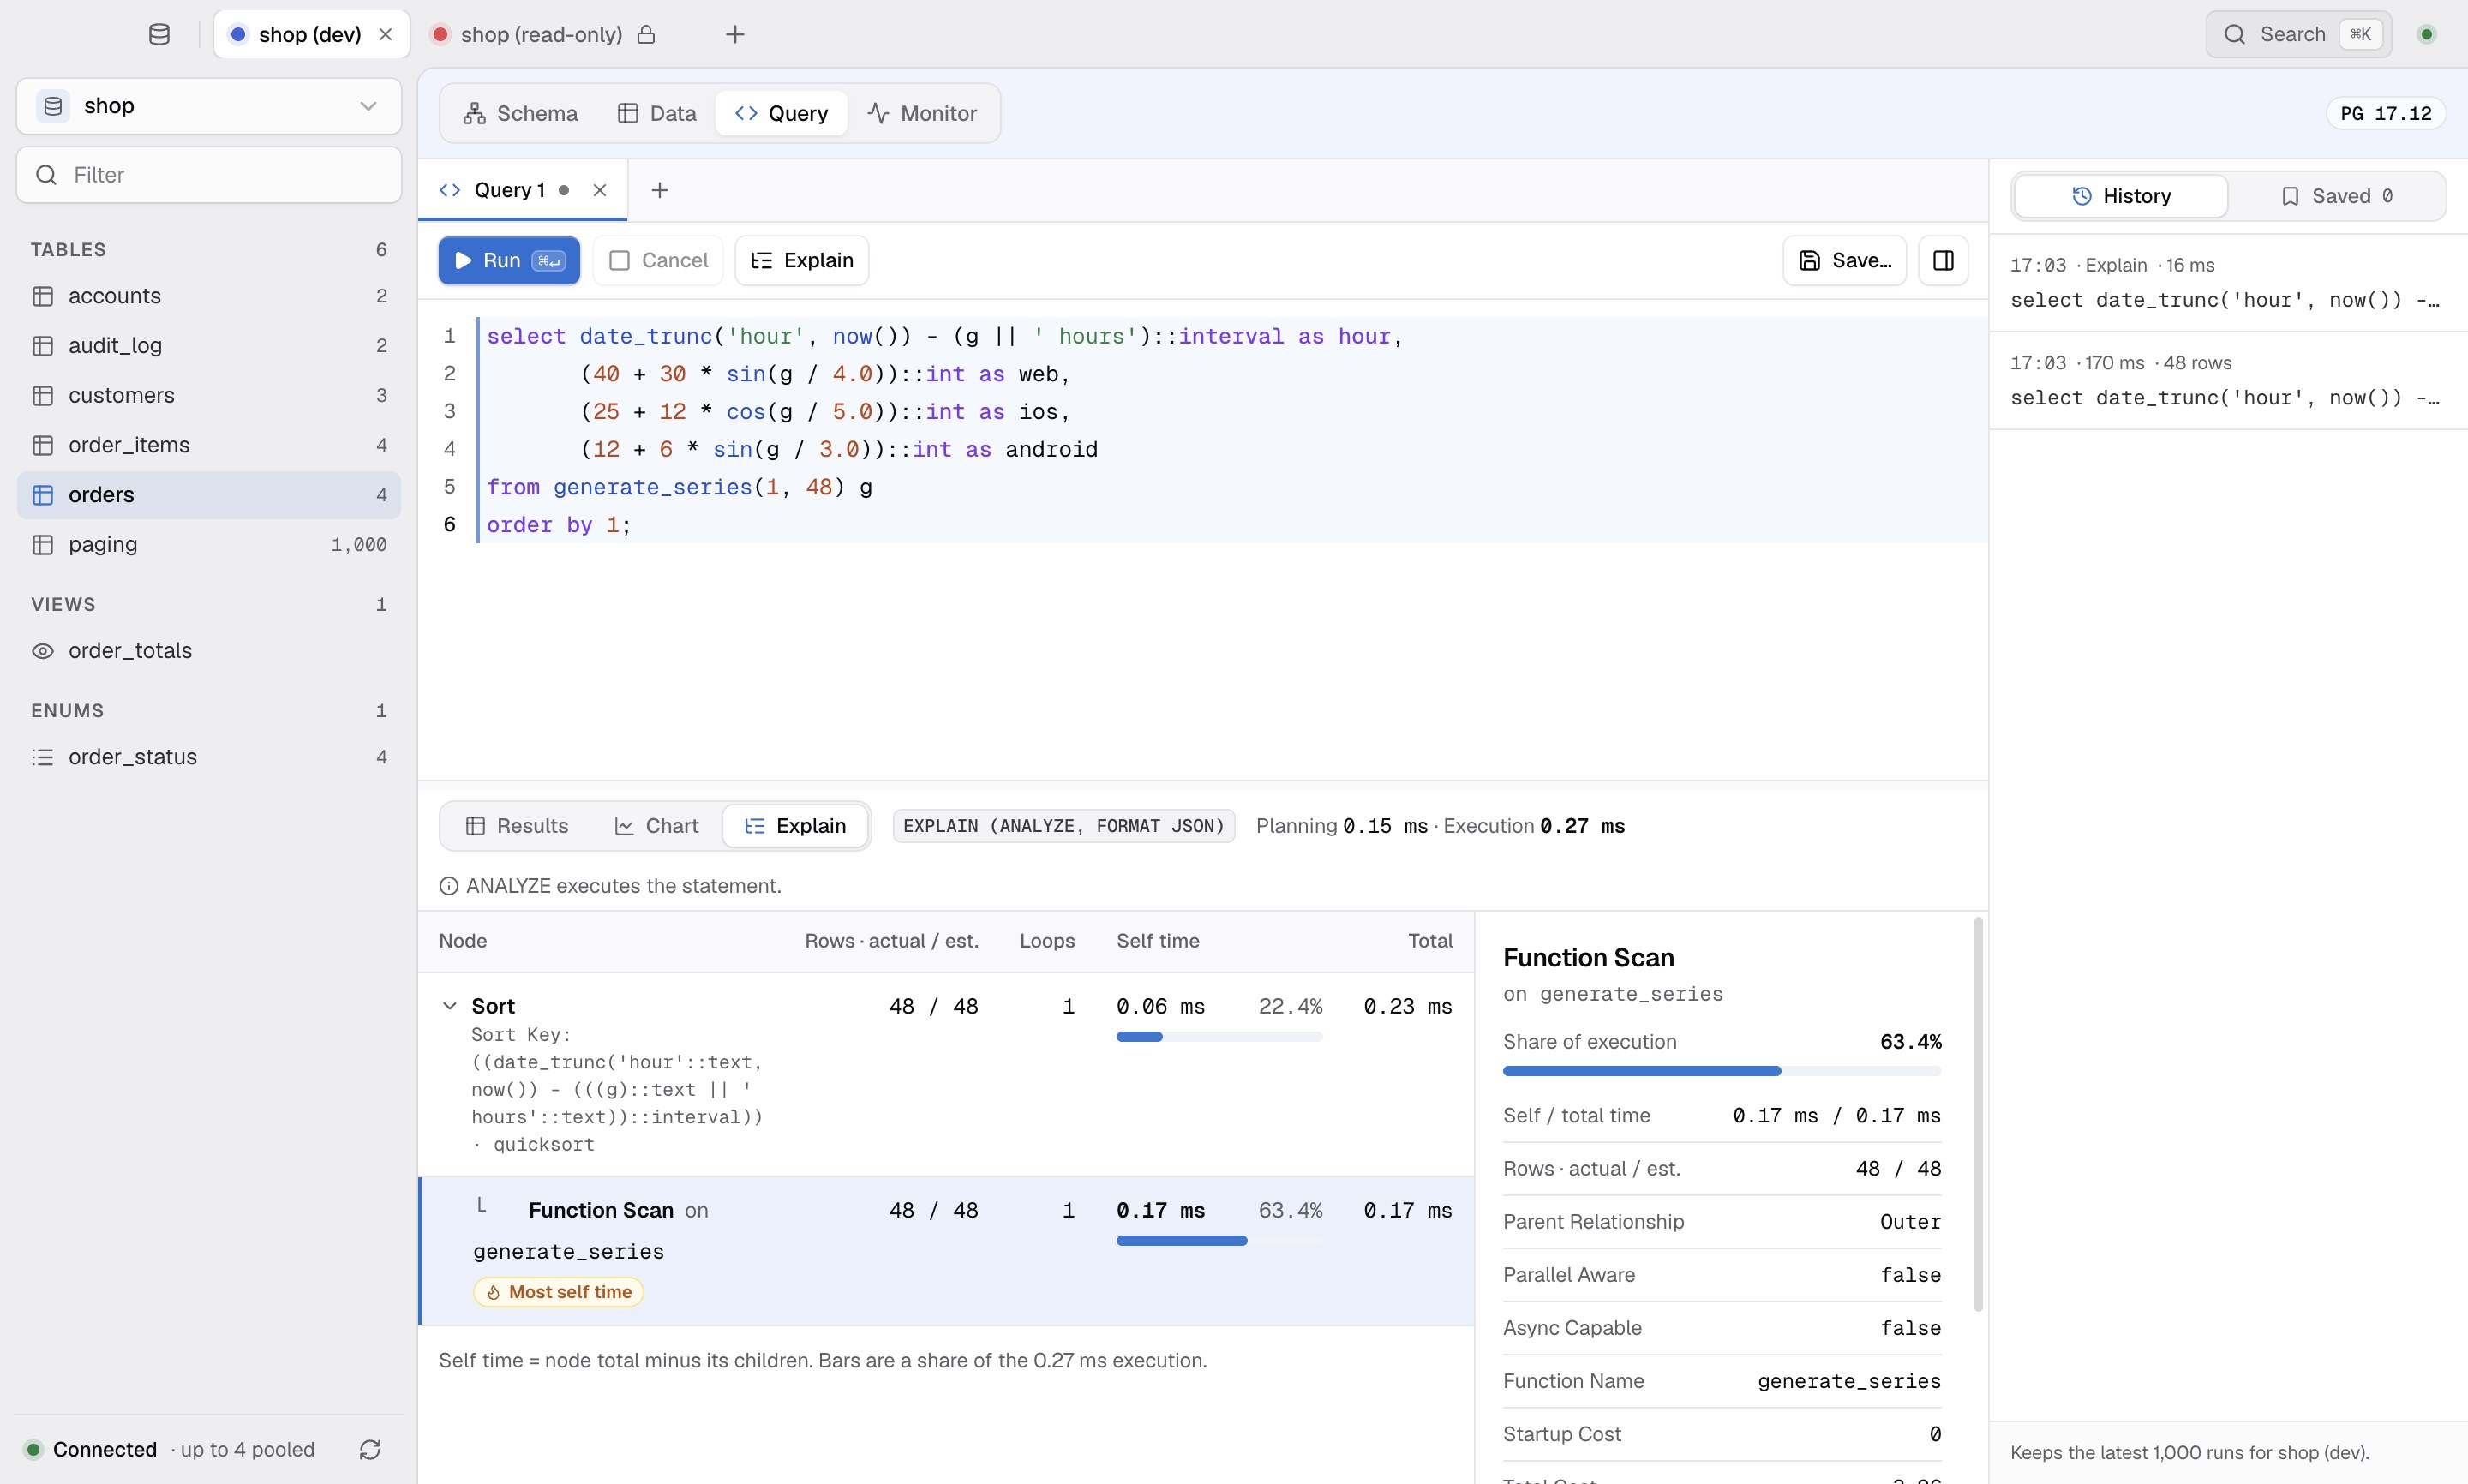 shop (dev)
shop (read-only)
Search ⌘K
shop
Schema
Data
Query
Monitor
PG 17.12
Filter
TABLES 6
accounts 2
audit_log 2
customers 3
order_items 4
orders 4
paging 1,000
VIEWS 1
order_totals
ENUMS 1
order_status 4
Connected · up to 4 pooled
Query 1
Run ⌘↵
Cancel
Explain
Save…
1 select date_trunc('hour', now()) - (g || ' hours')::interval as hour,
2 (40 + 30 * sin(g / 4.0))::int as web,
3 (25 + 12 * cos(g / 5.0))::int as ios,
4 (12 + 6 * sin(g / 3.0))::int as android
5 from generate_series(1, 48) g
6 order by 1;
Results
Chart
Explain
EXPLAIN (ANALYZE, FORMAT JSON)
Planning 0.15 ms · Execution 0.27 ms
ANALYZE executes the statement.
Node Rows · actual / est. Loops Self time Total
Sort 48 / 48 1 0.06 ms 22.4% 0.23 ms
Sort Key:
((date_trunc('hour'::text,
now()) - (((g)::text || '
hours'::text))::interval))
· quicksort
Function Scan on 48 / 48 1 0.17 ms 63.4% 0.17 ms
generate_series
Most self time
Self time = node total minus its children. Bars are a share of the 0.27 ms execution.
Function Scan
on generate_series
Share of execution 63.4%
Self / total time 0.17 ms / 0.17 ms
Rows · actual / est. 48 / 48
Parent Relationship Outer
Parallel Aware false
Async Capable false
Function Name generate_series
Startup Cost 0
History
Saved 0
17:03 · Explain · 16 ms
select date_trunc('hour', now()) -…
17:03 · 170 ms · 48 rows
select date_trunc('hour', now()) -…
Keeps the latest 1,000 runs for shop (dev).